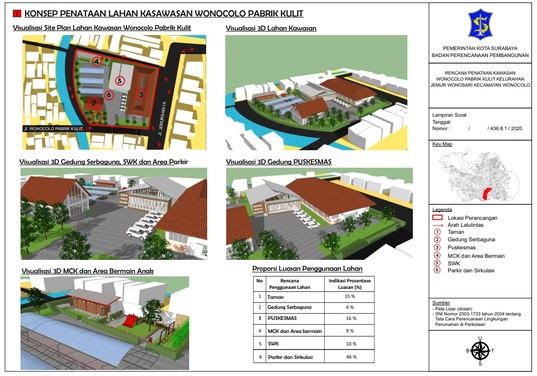 KONSEP PENATAAN LAHAN KASAWASAN WONOCOLO PABRIK KULIT
Visualisasi Site Plan Lahan Kawasan Wonocolo Pabrik Kulit
Jl. WONOCOLO PABRIK KULIT
Visualisasi 3D Lahan Kawasan
Visualisasi 3D Gedung Serbaguna, SWK dan Area Parkir
Visualisasi 3D Gedung PUSKESMAS
Visualisasi 3D MCK dan Area Bermain Anak
Proporsi Luasan Penggunaan Lahan
No Rencana Penggunaan Lahan Indikasi Prosentase Luasan (%)
1 Taman 15 %
2 Gedung Serbaguna 4 %
3 PUSKESMAS 16 %
4 MCK dan Area bermain 9 %
5 SWK 10 %
6 Parkir dan Sirkulasi 46 %
PEMERINTAH KOTA SURABAYA
BADAN PERENCANAAN PEMBANGUNAN
RENCANA PENATAAN KAWASAN
WONOCOLO PABRIK KULIT KELURAHAN
JEMUR WONOSARI KECAMATAN WONOCOLO
Lampiran Surat
Tanggal :
Nomor : / / 436.8.1 / 2020
Key Map
Legenda
Lokasi Perancangan
Arah Lalulintas
1 Taman
2 Gedung Serbaguna
3 Puskesmas
4 MCK dan Area Bermain
5 SWK
6 Parkir dan Sirkulasi
Sumber
- Peta Lidar (diolah)
- SNI Nomor 2003-1733 tahun 2004 tentang
Tata Cara Perencanaan Lingkungan
Perumahan di Perkotaan
U
B T
S